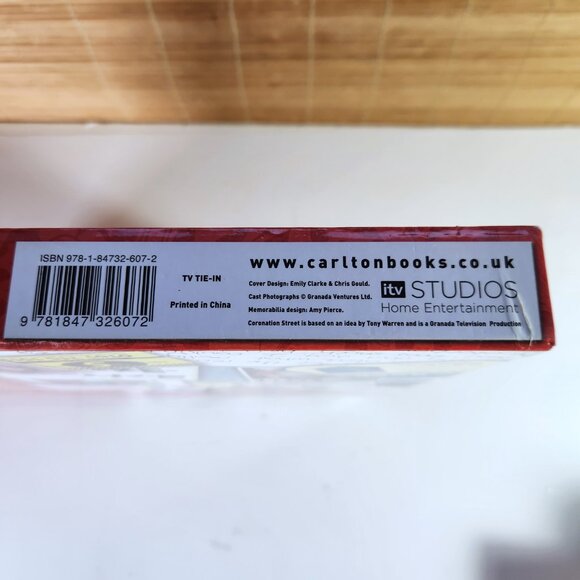 ISBN 978-1-84732-607-2
9 781847 326072
TV TIE-IN
Printed in China
www.carltonbooks.co.uk
Cover Design: Emily Clarke & Chris Gould.
Cast Photographs © Granada Ventures Ltd.
Memorabilia design: Amy Pierce.
Coronation Street is based on an idea by Tony Warren and is a Granada Television Production
itv STUDIOS
Home Entertainment